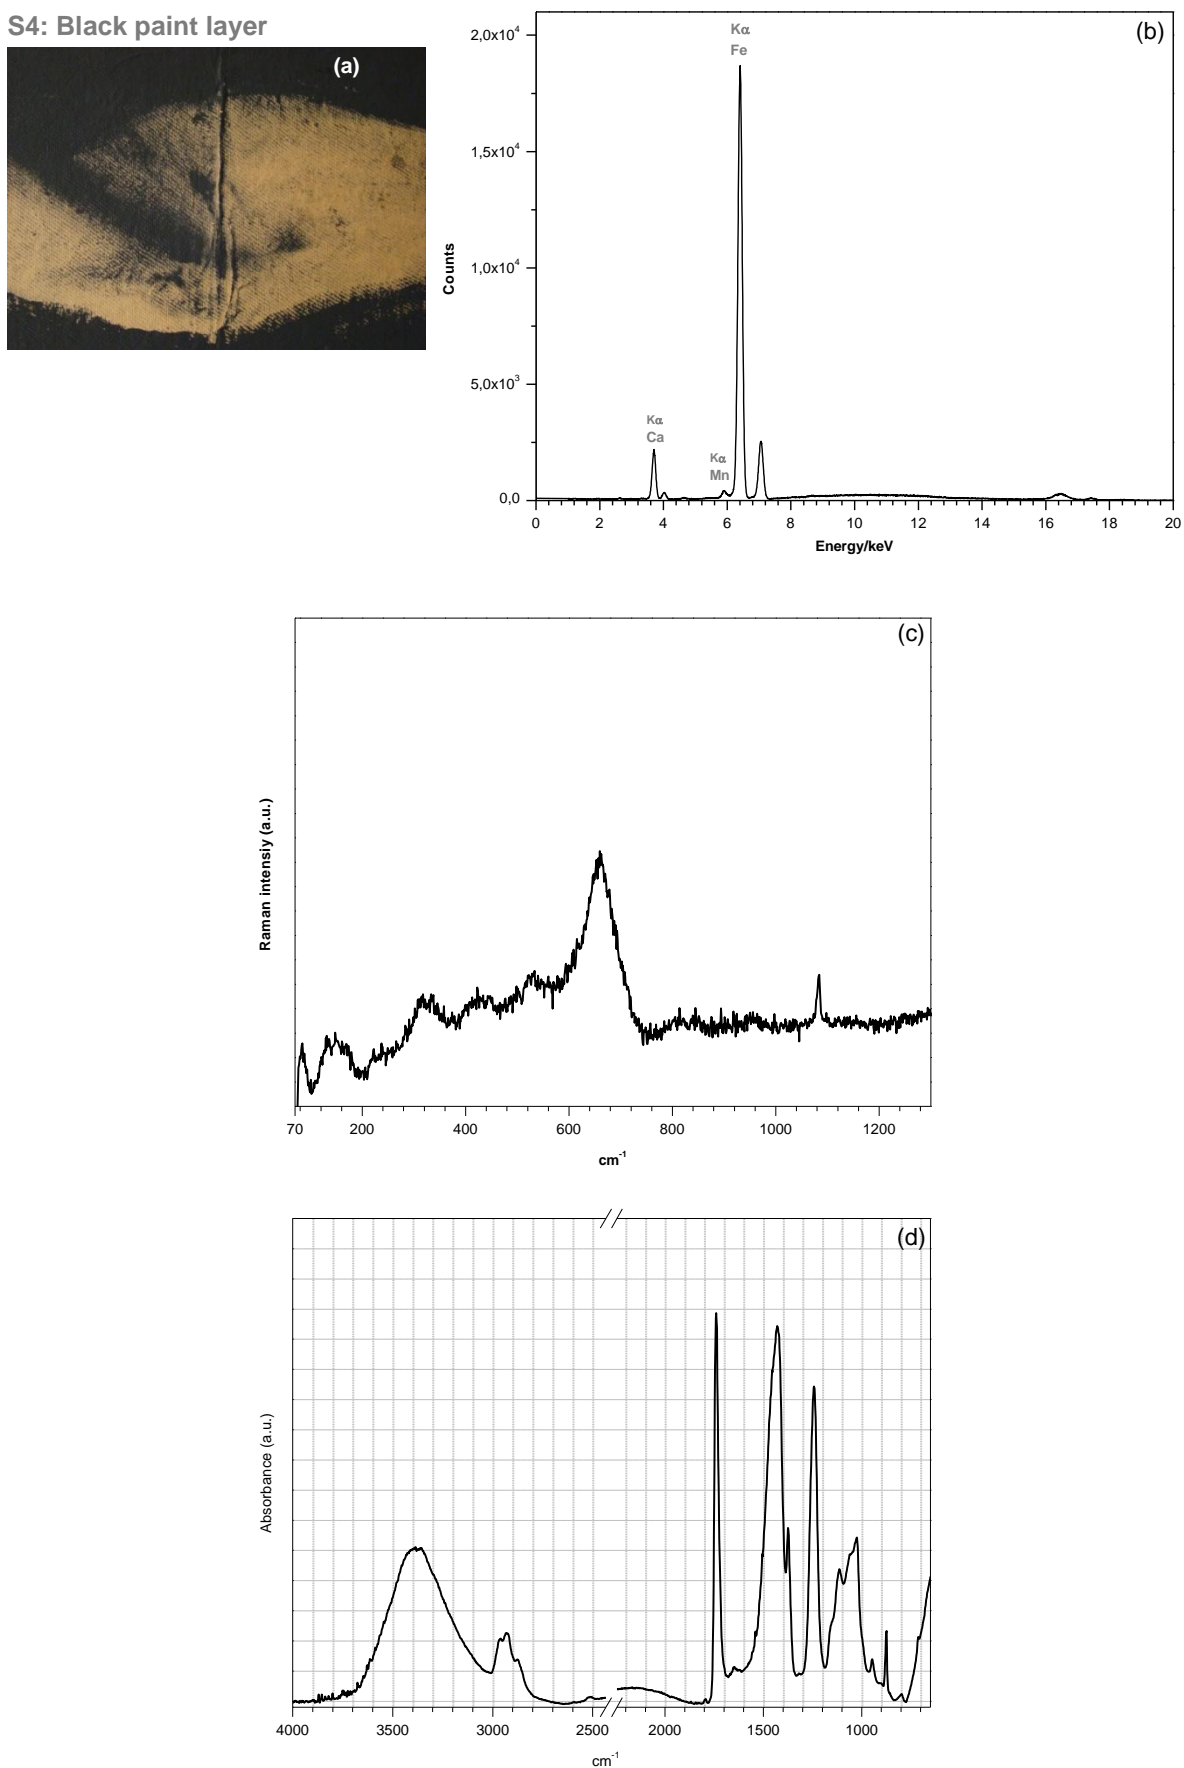 S4: Black paint layer
(a)
(b)
Kα
Fe
2,0x10⁴
1,5x10⁴
1,0x10⁴
5,0x10³
0,0
Counts
Kα
Ca
Kα
Mn
0 2 4 6 8 10 12 14 16 18 20
Energy/keV
(c)
Raman intensiy (a.u.)
70 200 400 600 800 1000 1200
cm⁻¹
(d)
Absorbance (a.u.)
4000 3500 3000 2500 2000 1500 1000
cm⁻¹